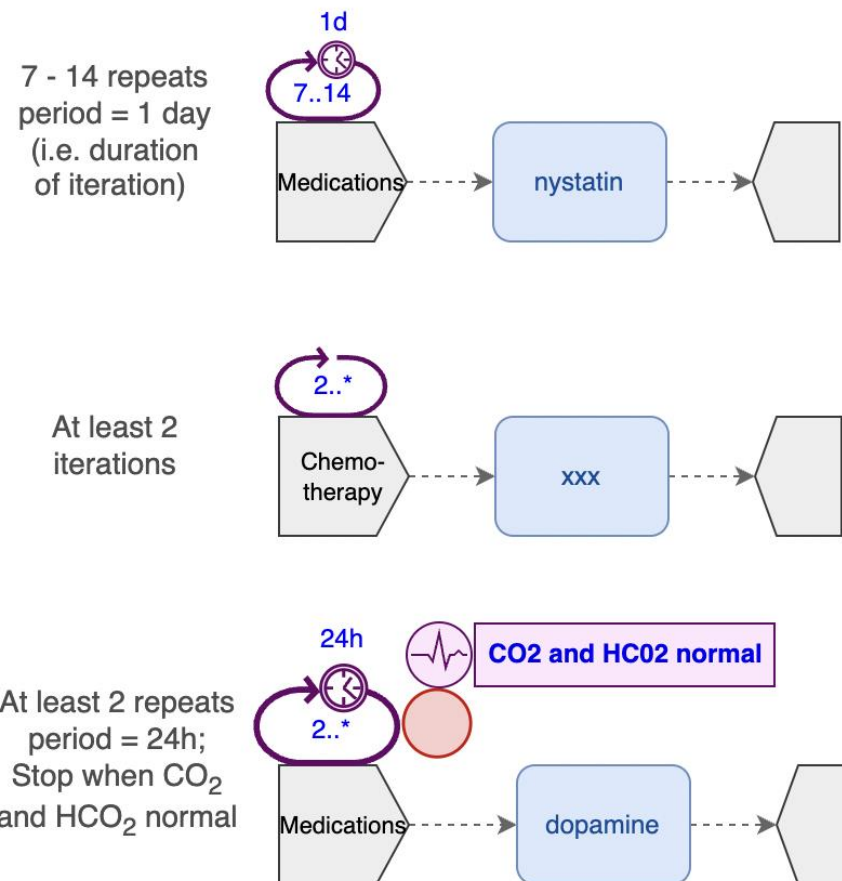 1d
7 - 14 repeats
period = 1 day
(i.e. duration
of iteration)
7..14
Medications
nystatin
At least 2
iterations
2..*
Chemo-
therapy
xxx
24h
CO2 and HC02 normal
At least 2 repeats
period = 24h;
Stop when CO2
and HCO2 normal
2..*
Medications
dopamine